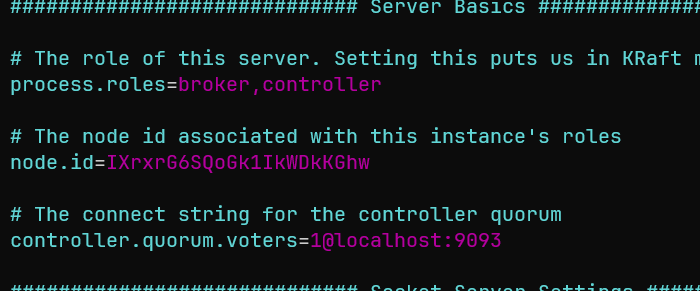 ############################# Server Basics ##############
# The role of this server. Setting this puts us in KRaft m
process.roles=broker,controller
# The node id associated with this instance's roles
node.id=IXrxrG6SQoGk1IkWDkKGhw
# The connect string for the controller quorum
controller.quorum.voters=1@localhost:9093
############################# Socket Server Settings #####